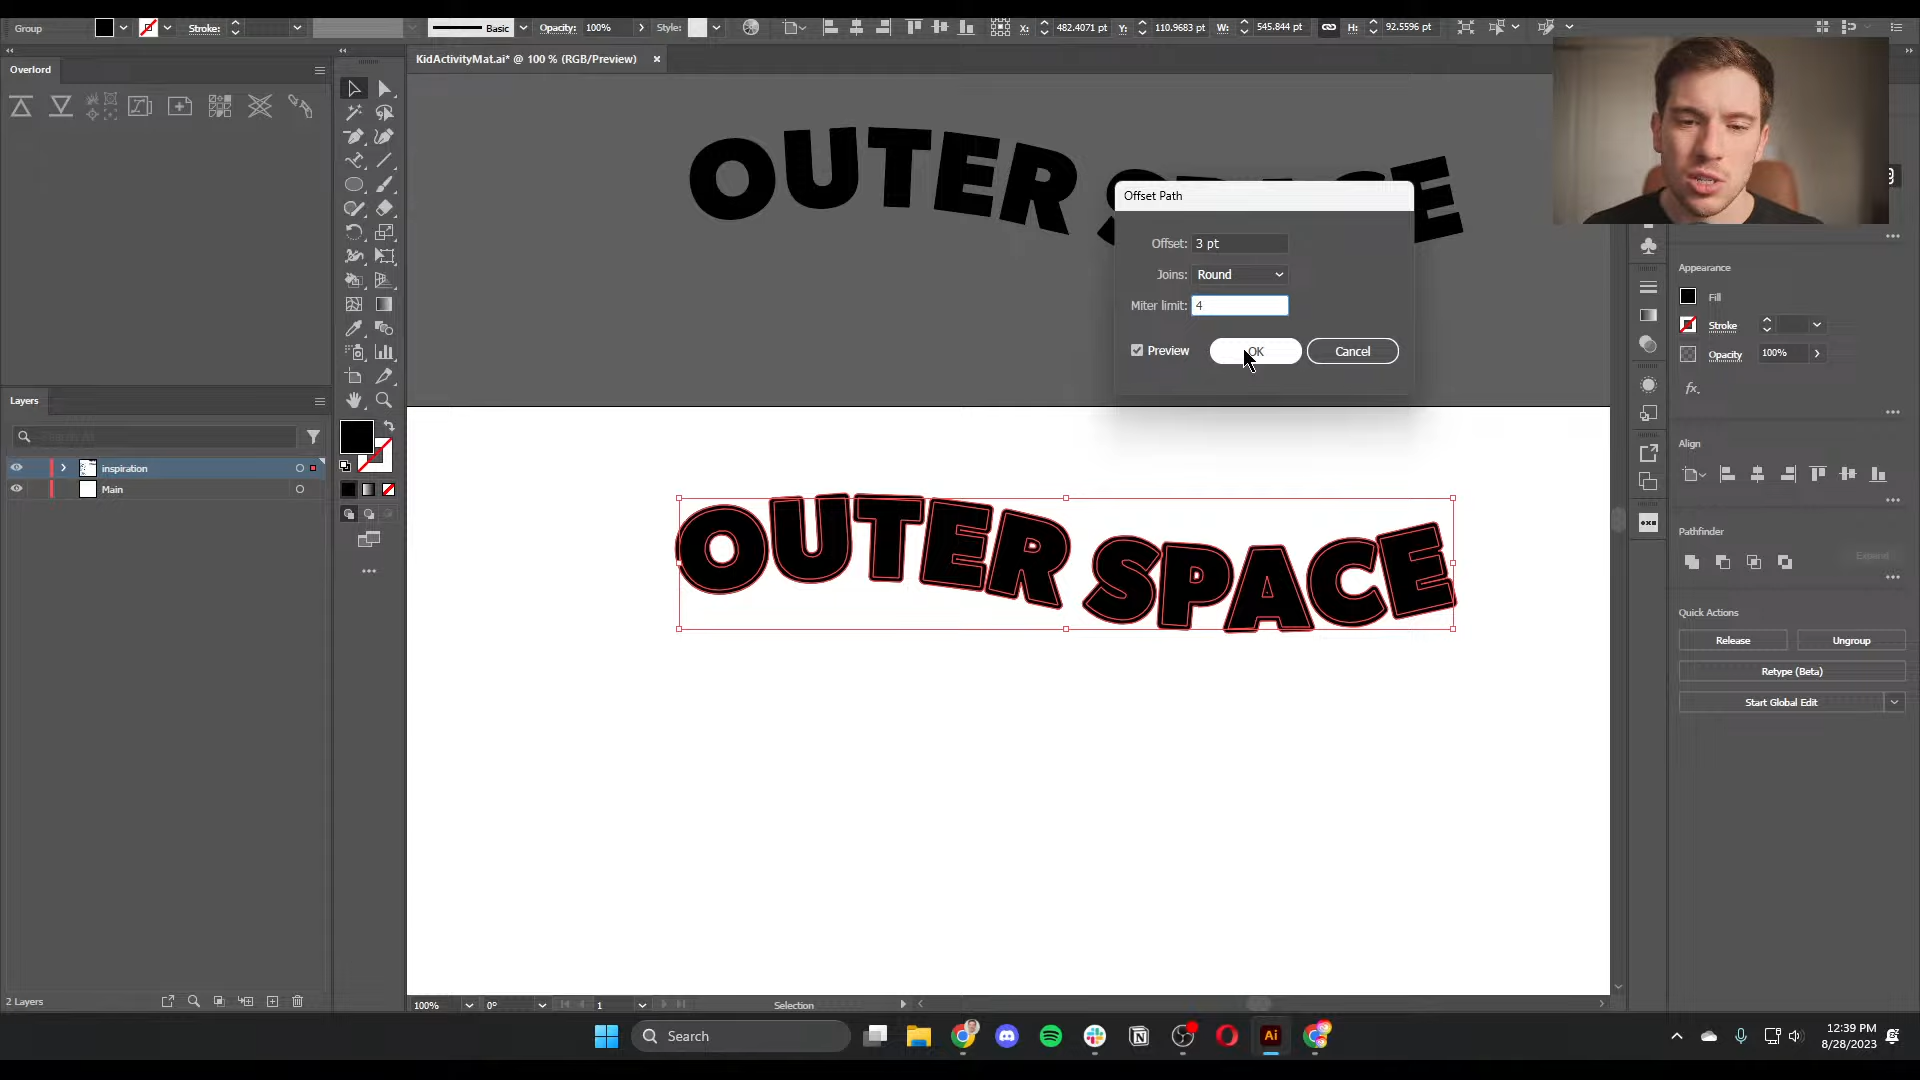 Group
Stroke:
Basic
Opacity: 100%
Style:
X: 482.4071 pt Y: 110.9683 pt W: 545.844 pt H: 92.5596 pt
Overlord
KidActivityMat.ai* @ 100 % (RGB/Preview)
OUTER
Offset Path
Offset: 3 pt
Joins: Round
Miter limit: 4
Preview OK Cancel
Appearance
Fill
Stroke
Opacity 100%
fx.
Align
Pathfinder
Expand
Quick Actions
Release Ungroup
Retype (Beta)
Start Global Edit
Layers
inspiration
Main
OUTER SPACE
2 Layers
100% 0° 1 Selection
Search
Ai
12:39 PM
8/28/2023